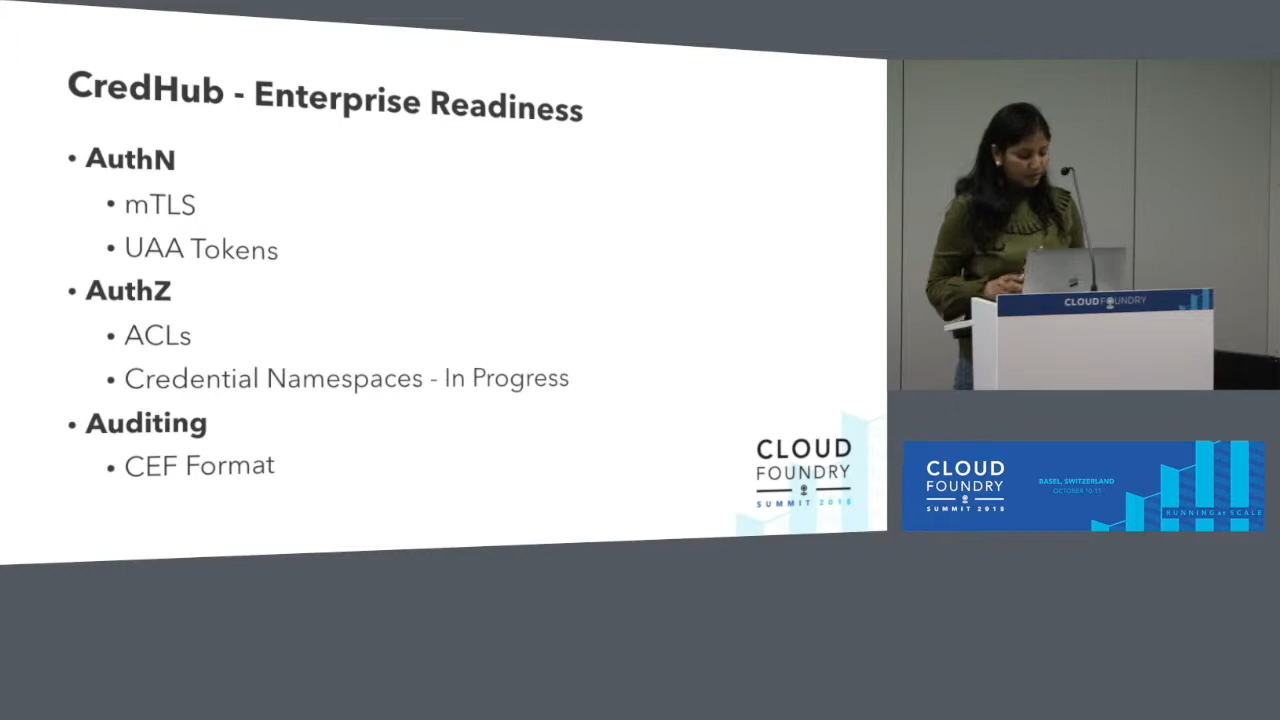 CredHub - Enterprise Readiness
• AuthN
• mTLS
• UAA Tokens
• AuthZ
• ACLs
• Credential Namespaces - In Progress
• Auditing
• CEF Format
CLOUD
FOUNDRY
SUMMIT 2018
CLOUD FOUNDRY
CLOUD
FOUNDRY
SUMMIT 2018
BASEL, SWITZERLAND
OCTOBER 10-11
RUNNING AT SCALE